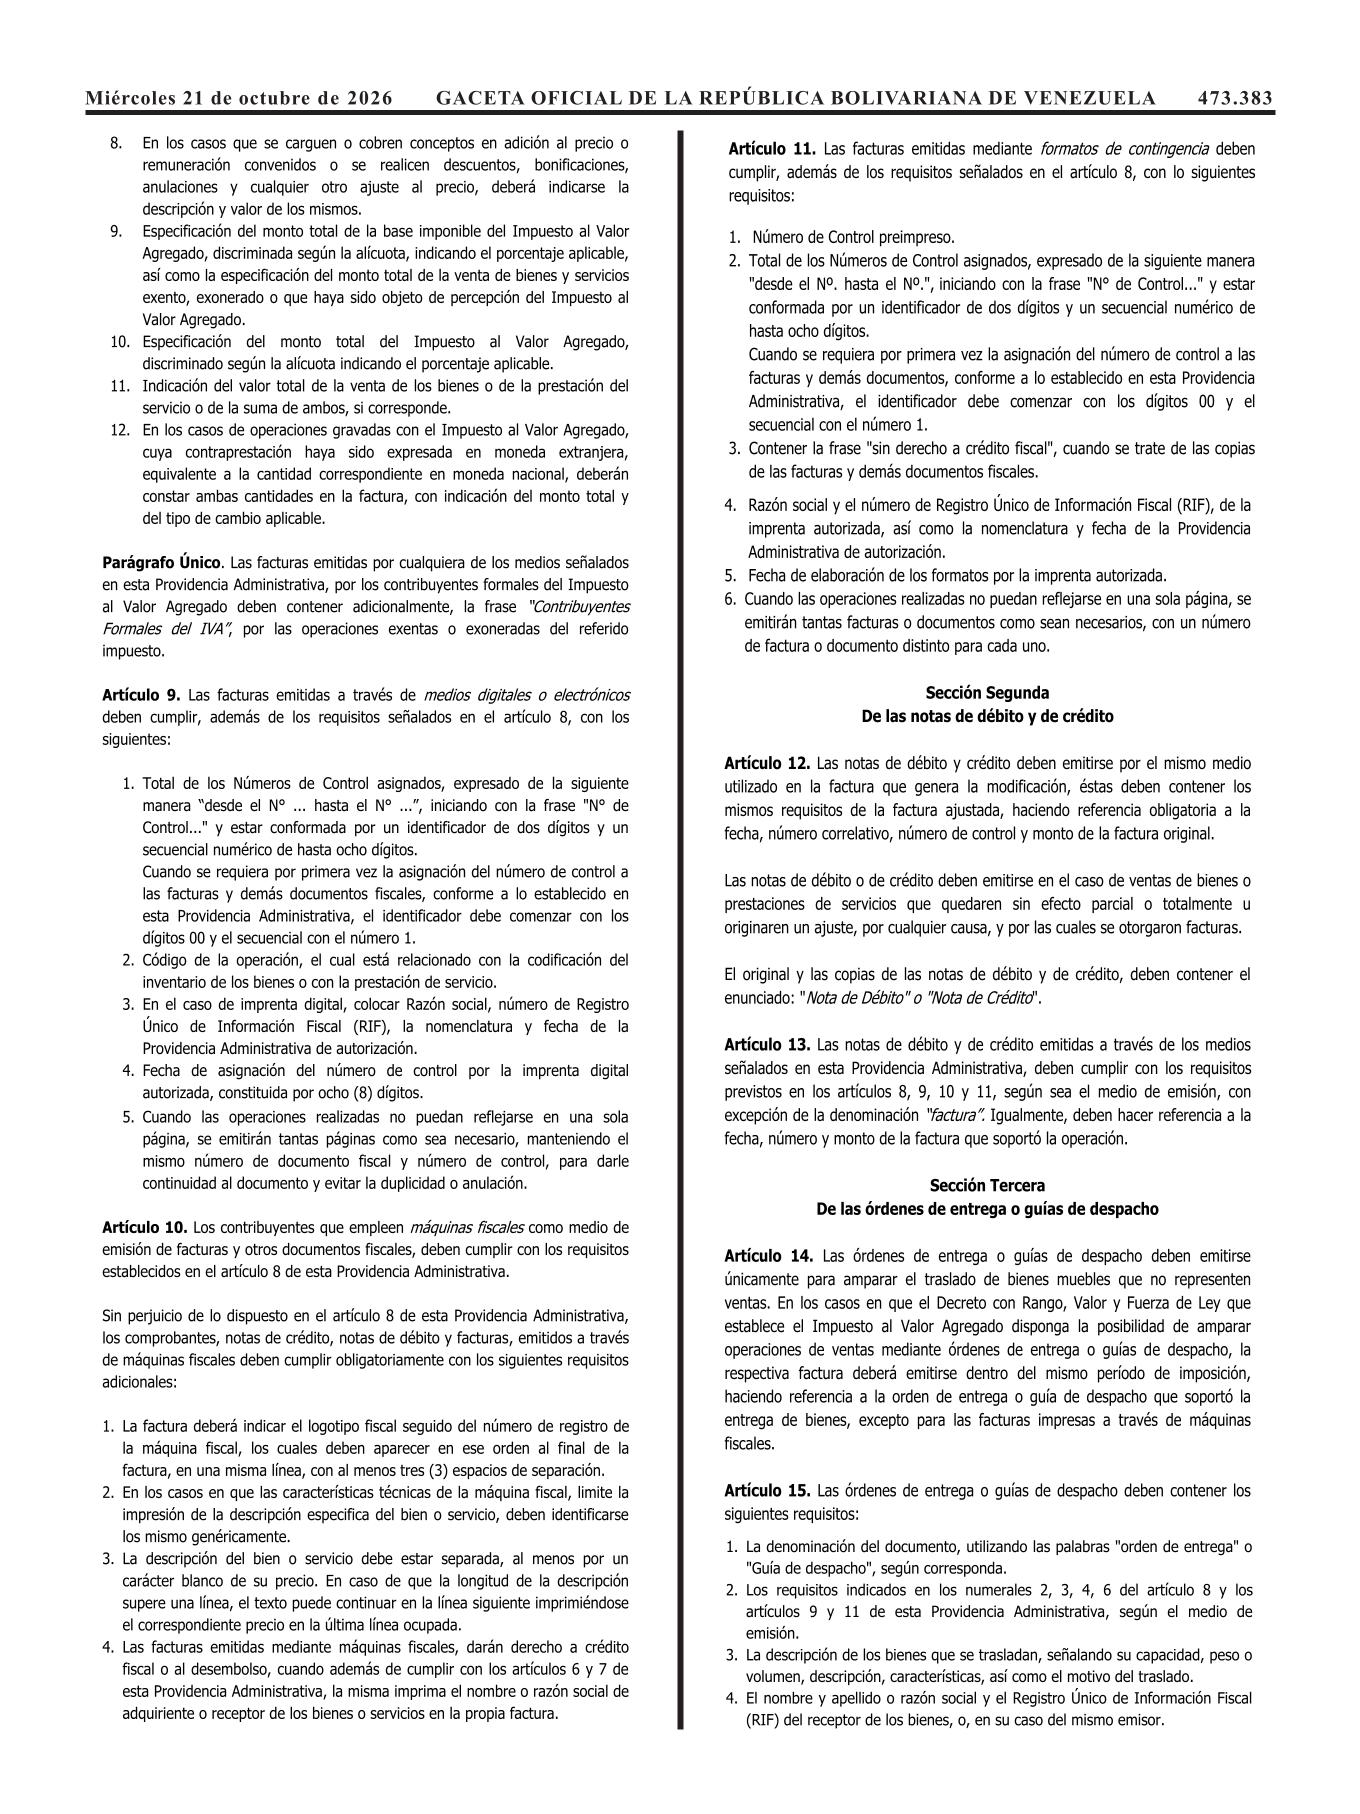 Miércoles 21 de octubre de 2026 GACETA OFICIAL DE LA REPÚBLICA BOLIVARIANA DE VENEZUELA 473.383
8. En los casos que se carguen o cobren conceptos en adición al precio o
remuneración convenidos o se realicen descuentos, bonificaciones,
anulaciones y cualquier otro ajuste al precio, deberá indicarse la
descripción y valor de los mismos.
9. Especificación del monto total de la base imponible del Impuesto al Valor
Agregado, discriminada según la alícuota, indicando el porcentaje aplicable,
así como la especificación del monto total de la venta de bienes y servicios
exento, exonerado o que haya sido objeto de percepción del Impuesto al
Valor Agregado.
10. Especificación del monto total del Impuesto al Valor Agregado,
discriminado según la alícuota indicando el porcentaje aplicable.
11. Indicación del valor total de la venta de los bienes o de la prestación del
servicio o de la suma de ambos, si corresponde.
12. En los casos de operaciones gravadas con el Impuesto al Valor Agregado,
cuya contraprestación haya sido expresada en moneda extranjera,
equivalente a la cantidad correspondiente en moneda nacional, deberán
constar ambas cantidades en la factura, con indicación del monto total y
del tipo de cambio aplicable.
Parágrafo Único. Las facturas emitidas por cualquiera de los medios señalados
en esta Providencia Administrativa, por los contribuyentes formales del Impuesto
al Valor Agregado deben contener adicionalmente, la frase “Contribuyentes
Formales del IVA”, por las operaciones exentas o exoneradas del referido
impuesto.
Artículo 9. Las facturas emitidas a través de medios digitales o electrónicos
deben cumplir, además de los requisitos señalados en el artículo 8, con los
siguientes:
1. Total de los Números de Control asignados, expresado de la siguiente
manera “desde el N° ... hasta el N° ...”, iniciando con la frase "N° de
Control..." y estar conformada por un identificador de dos dígitos y un
secuencial numérico de hasta ocho dígitos.
Cuando se requiera por primera vez la asignación del número de control a
las facturas y demás documentos fiscales, conforme a lo establecido en
esta Providencia Administrativa, el identificador debe comenzar con los
dígitos 00 y el secuencial con el número 1.
2. Código de la operación, el cual está relacionado con la codificación del
inventario de los bienes o con la prestación de servicio.
3. En el caso de imprenta digital, colocar Razón social, número de Registro
Único de Información Fiscal (RIF), la nomenclatura y fecha de la
Providencia Administrativa de autorización.
4. Fecha de asignación del número de control por la imprenta digital
autorizada, constituida por ocho (8) dígitos.
5. Cuando las operaciones realizadas no puedan reflejarse en una sola
página, se emitirán tantas páginas como sea necesario, manteniendo el
mismo número de documento fiscal y número de control, para darle
continuidad al documento y evitar la duplicidad o anulación.
Artículo 10. Los contribuyentes que empleen máquinas fiscales como medio de
emisión de facturas y otros documentos fiscales, deben cumplir con los requisitos
establecidos en el artículo 8 de esta Providencia Administrativa.
Sin perjuicio de lo dispuesto en el artículo 8 de esta Providencia Administrativa,
los comprobantes, notas de crédito, notas de débito y facturas, emitidos a través
de máquinas fiscales deben cumplir obligatoriamente con los siguientes requisitos
adicionales:
1. La factura deberá indicar el logotipo fiscal seguido del número de registro de
la máquina fiscal, los cuales deben aparecer en ese orden al final de la
factura, en una misma línea, con al menos tres (3) espacios de separación.
2. En los casos en que las características técnicas de la máquina fiscal, limite la
impresión de la descripción especifica del bien o servicio, deben identificarse
los mismo genéricamente.
3. La descripción del bien o servicio debe estar separada, al menos por un
carácter blanco de su precio. En caso de que la longitud de la descripción
supere una línea, el texto puede continuar en la línea siguiente imprimiéndose
el correspondiente precio en la última línea ocupada.
4. Las facturas emitidas mediante máquinas fiscales, darán derecho a crédito
fiscal o al desembolso, cuando además de cumplir con los artículos 6 y 7 de
esta Providencia Administrativa, la misma imprima el nombre o razón social de
adquiriente o receptor de los bienes o servicios en la propia factura.
Artículo 11. Las facturas emitidas mediante formatos de contingencia deben
cumplir, además de los requisitos señalados en el artículo 8, con lo siguientes
requisitos:
1. Número de Control preimpreso.
2. Total de los Números de Control asignados, expresado de la siguiente manera
"desde el Nº. hasta el Nº.", iniciando con la frase "N° de Control..." y estar
conformada por un identificador de dos dígitos y un secuencial numérico de
hasta ocho dígitos.
Cuando se requiera por primera vez la asignación del número de control a las
facturas y demás documentos, conforme a lo establecido en esta Providencia
Administrativa, el identificador debe comenzar con los dígitos 00 y el
secuencial con el número 1.
3. Contener la frase "sin derecho a crédito fiscal", cuando se trate de las copias
de las facturas y demás documentos fiscales.
4. Razón social y el número de Registro Único de Información Fiscal (RIF), de la
imprenta autorizada, así como la nomenclatura y fecha de la Providencia
Administrativa de autorización.
5. Fecha de elaboración de los formatos por la imprenta autorizada.
6. Cuando las operaciones realizadas no puedan reflejarse en una sola página, se
emitirán tantas facturas o documentos como sean necesarios, con un número
de factura o documento distinto para cada uno.
Sección Segunda
De las notas de débito y de crédito
Artículo 12. Las notas de débito y crédito deben emitirse por el mismo medio
utilizado en la factura que genera la modificación, éstas deben contener los
mismos requisitos de la factura ajustada, haciendo referencia obligatoria a la
fecha, número correlativo, número de control y monto de la factura original.
Las notas de débito o de crédito deben emitirse en el caso de ventas de bienes o
prestaciones de servicios que quedaren sin efecto parcial o totalmente u
originaren un ajuste, por cualquier causa, y por las cuales se otorgaron facturas.
El original y las copias de las notas de débito y de crédito, deben contener el
enunciado: "Nota de Débito" o "Nota de Crédito".
Artículo 13. Las notas de débito y de crédito emitidas a través de los medios
señalados en esta Providencia Administrativa, deben cumplir con los requisitos
previstos en los artículos 8, 9, 10 y 11, según sea el medio de emisión, con
excepción de la denominación “factura”. Igualmente, deben hacer referencia a la
fecha, número y monto de la factura que soportó la operación.
Sección Tercera
De las órdenes de entrega o guías de despacho
Artículo 14. Las órdenes de entrega o guías de despacho deben emitirse
únicamente para amparar el traslado de bienes muebles que no representen
ventas. En los casos en que el Decreto con Rango, Valor y Fuerza de Ley que
establece el Impuesto al Valor Agregado disponga la posibilidad de amparar
operaciones de ventas mediante órdenes de entrega o guías de despacho, la
respectiva factura deberá emitirse dentro del mismo período de imposición,
haciendo referencia a la orden de entrega o guía de despacho que soportó la
entrega de bienes, excepto para las facturas impresas a través de máquinas
fiscales.
Artículo 15. Las órdenes de entrega o guías de despacho deben contener los
siguientes requisitos:
1. La denominación del documento, utilizando las palabras "orden de entrega" o
"Guía de despacho", según corresponda.
2. Los requisitos indicados en los numerales 2, 3, 4, 6 del artículo 8 y los
artículos 9 y 11 de esta Providencia Administrativa, según el medio de
emisión.
3. La descripción de los bienes que se trasladan, señalando su capacidad, peso o
volumen, descripción, características, así como el motivo del traslado.
4. El nombre y apellido o razón social y el Registro Único de Información Fiscal
(RIF) del receptor de los bienes, o, en su caso del mismo emisor.